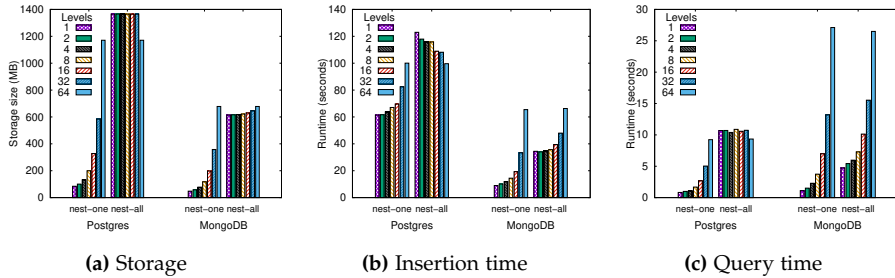 Storage size (MB)
1400
1200
1000
800
600
400
200
0
Levels
1
2
4
8
16
32
64
nest-one nest-all nest-one nest-all
Postgres MongoDB
(a) Storage
Runtime (seconds)
140
120
100
80
60
40
20
0
Levels
1
2
4
8
16
32
64
nest-one nest-all nest-one nest-all
Postgres MongoDB
(b) Insertion time
Runtime (seconds)
30
25
20
15
10
5
0
Levels
1
2
4
8
16
32
64
nest-one nest-all nest-one nest-all
Postgres MongoDB
(c) Query time